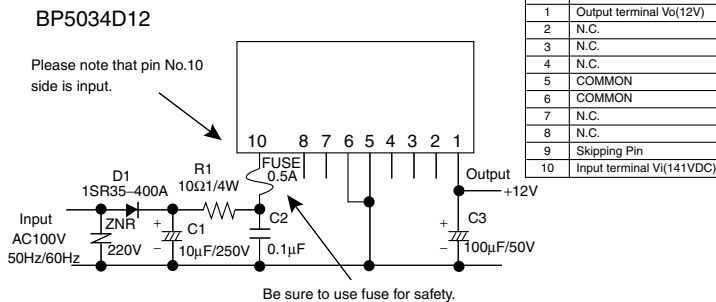 BP5034D12
Please note that pin No.10
side is input.
1 Output terminal Vo(12V)
2 N.C.
3 N.C.
4 N.C.
5 COMMON
6 COMMON
7 N.C.
8 N.C.
9 Skipping Pin
10 Input terminal Vi(141VDC)
10 8 7 6 5 4 3 2 1
FUSE
0.5A
R1
10Ω1/4W
D1
1SR35–400A
Output
+12V
Input
AC100V
50Hz/60Hz
ZNR
220V
+
–
C1
10µF/250V
C2
0.1µF
+
–
C3
100µF/50V
Be sure to use fuse for safety.